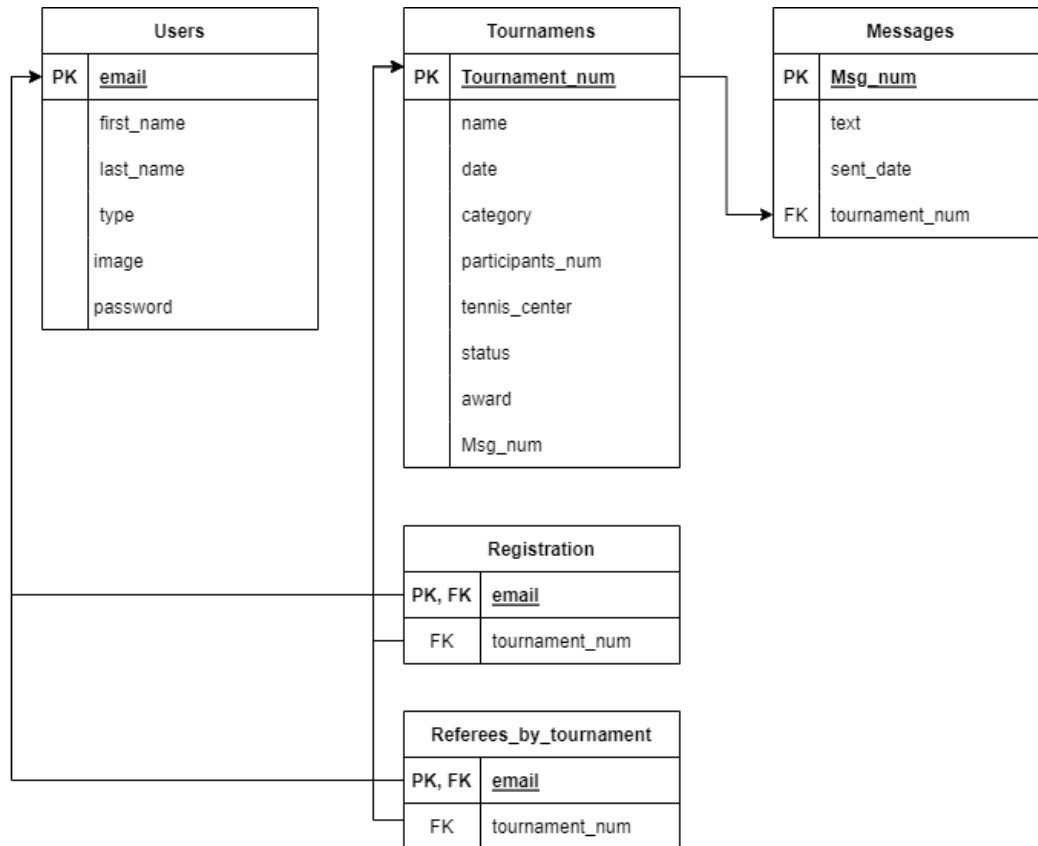 Users
PK email
first_name
last_name
type
image
password
Tournamens
PK Tournament_num
name
date
category
participants_num
tennis_center
status
award
Msg_num
Messages
PK Msg_num
text
sent_date
FK tournament_num
Registration
PK, FK email
FK tournament_num
Referees_by_tournament
PK, FK email
FK tournament_num